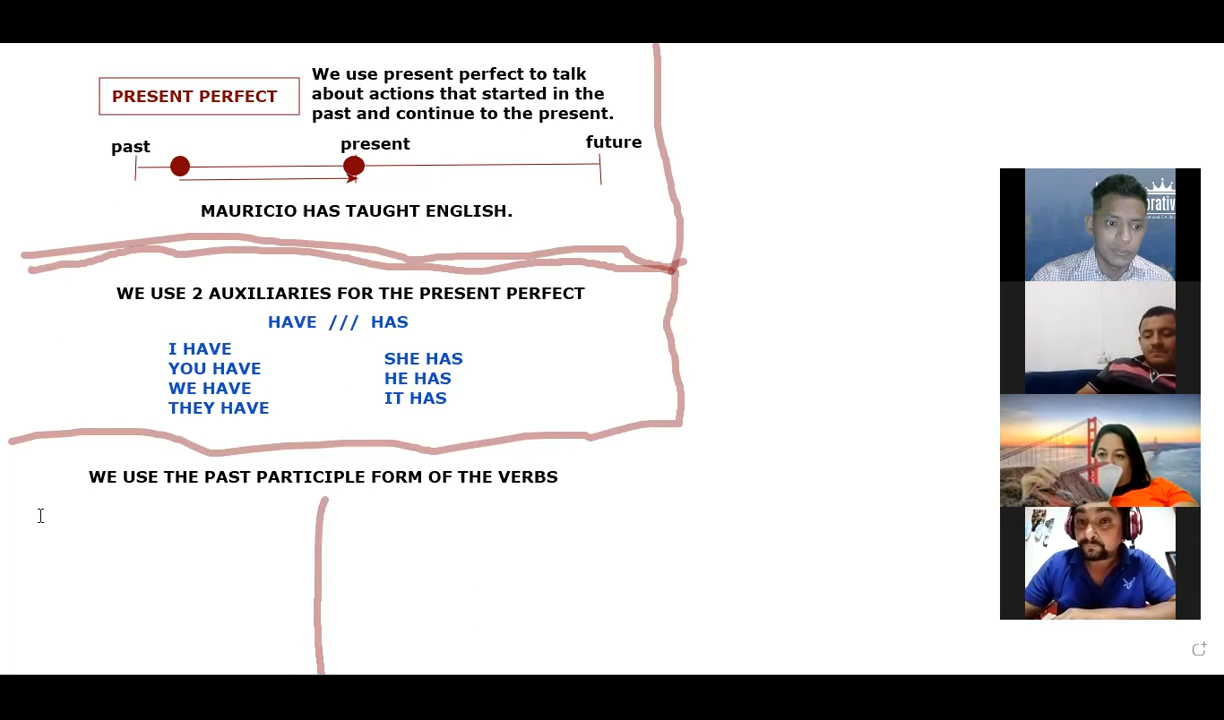 PRESENT PERFECT
We use present perfect to talk
about actions that started in the
past and continue to the present.
past
present
future
MAURICIO HAS TAUGHT ENGLISH.
WE USE 2 AUXILIARIES FOR THE PRESENT PERFECT
HAVE /// HAS
I HAVE
YOU HAVE
WE HAVE
THEY HAVE
SHE HAS
HE HAS
IT HAS
WE USE THE PAST PARTICIPLE FORM OF THE VERBS